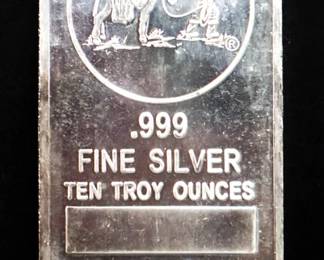 ®
.999
FINE SILVER
TEN TROY OUNCES